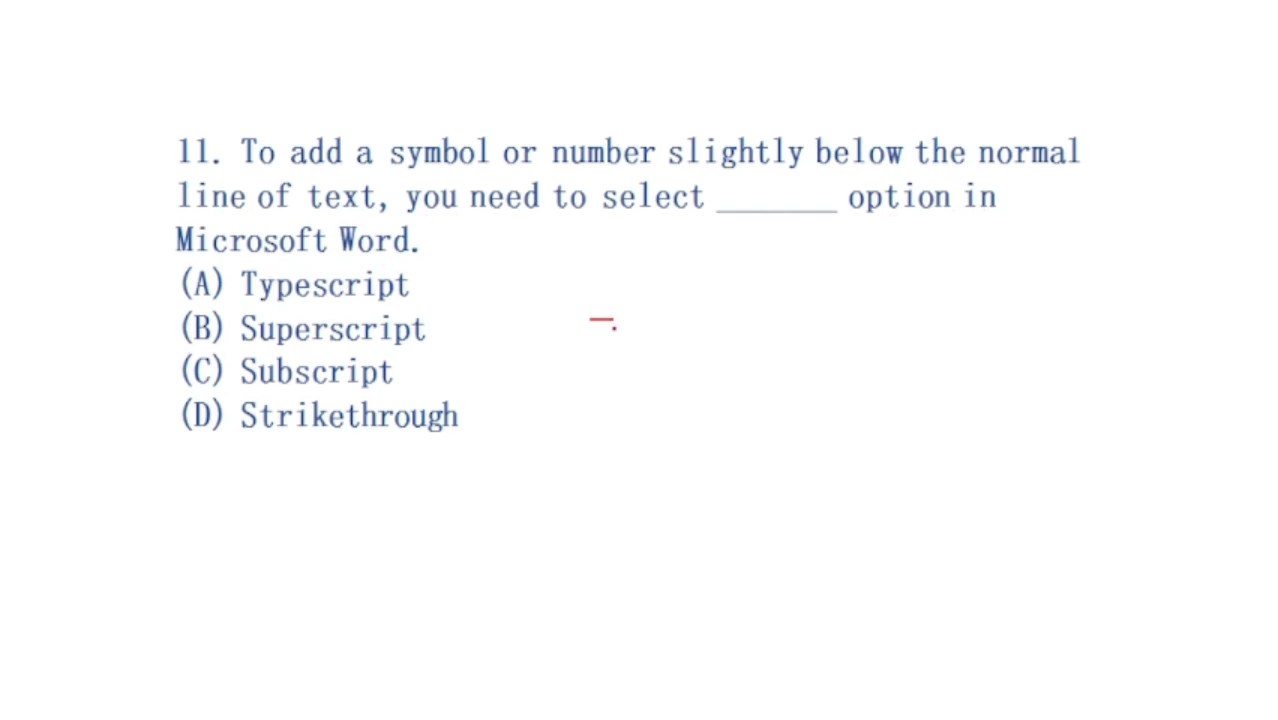 11. To add a symbol or number slightly below the normal
line of text, you need to select _______ option in
Microsoft Word.
(A) Typescript
(B) Superscript
(C) Subscript
(D) Strikethrough